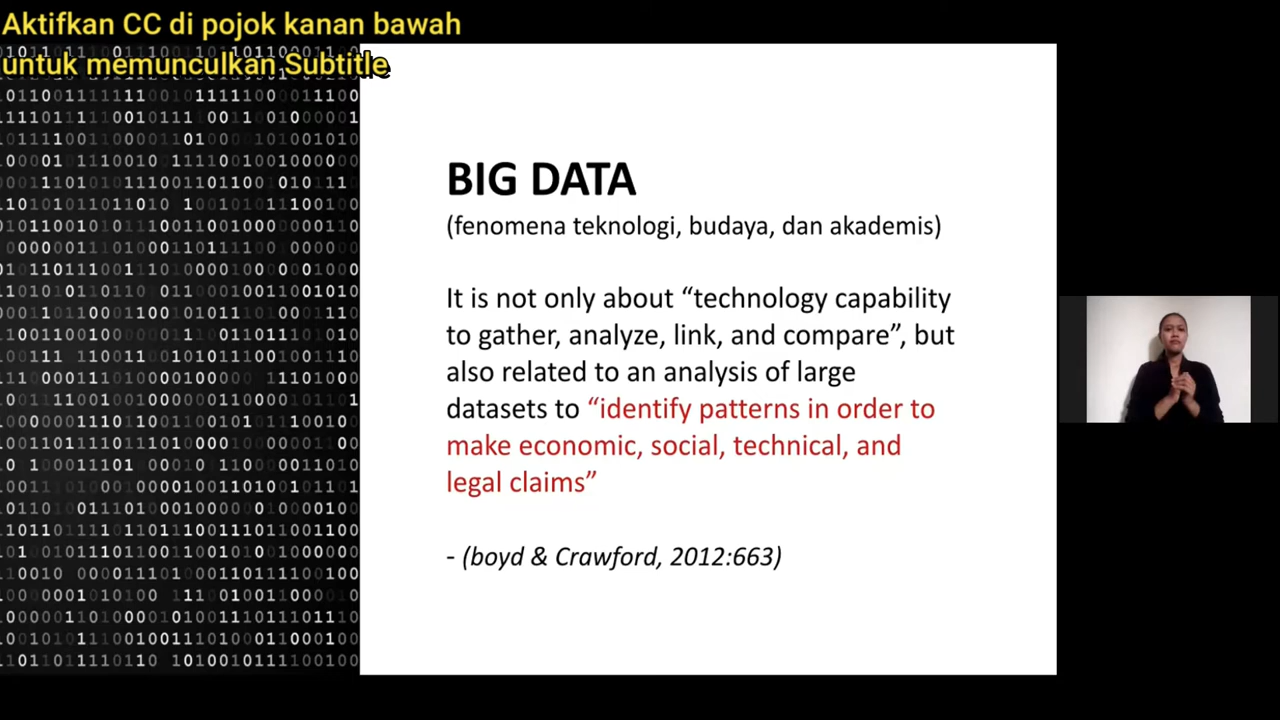 Aktifkan CC di pojok kanan bawah
untuk memunculkan Subtitle
BIG DATA
(fenomena teknologi, budaya, dan akademis)
It is not only about “technology capability
to gather, analyze, link, and compare”, but
also related to an analysis of large
datasets to “identify patterns in order to
make economic, social, technical, and
legal claims”
- (boyd & Crawford, 2012:663)